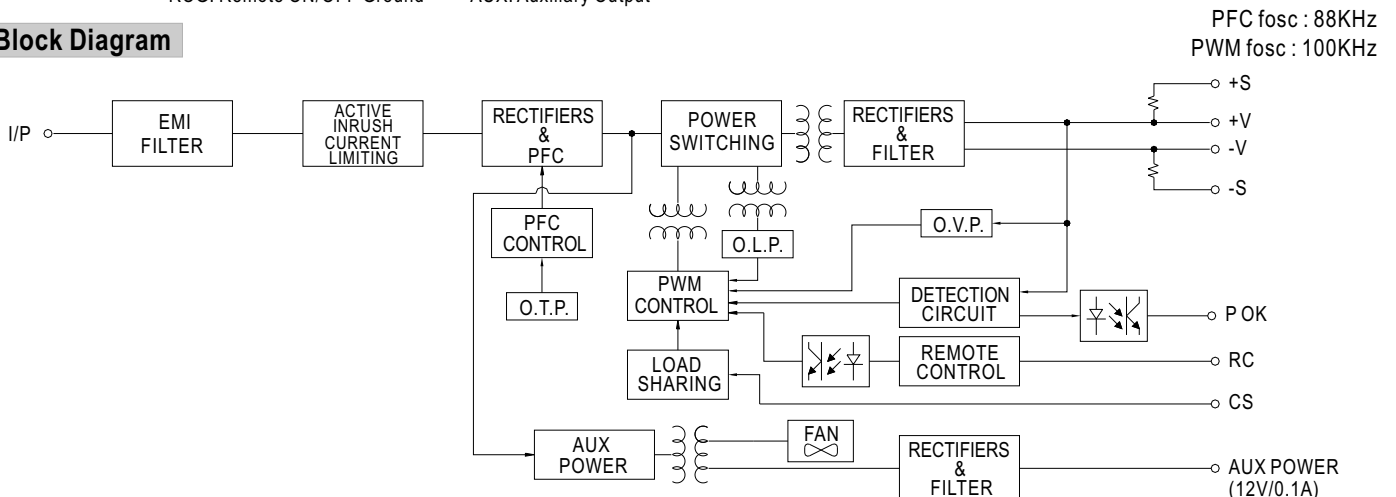 RCG: Remote ON/OFF Ground AUX: Auxiliary Output
PFC fosc : 88KHz
Block Diagram
PWM fosc : 100KHz
+S
I/P
EMI
FILTER
ACTIVE
INRUSH
CURRENT
LIMITING
RECTIFIERS
&
PFC
POWER
SWITCHING
RECTIFIERS
&
FILTER
+V
-V
-S
PFC
CONTROL
O.L.P.
O.V.P.
O.T.P.
PWM
CONTROL
DETECTION
CIRCUIT
P OK
LOAD
SHARING
REMOTE
CONTROL
RC
CS
AUX
POWER
FAN
RECTIFIERS
&
FILTER
AUX POWER
(12V/0.1A)